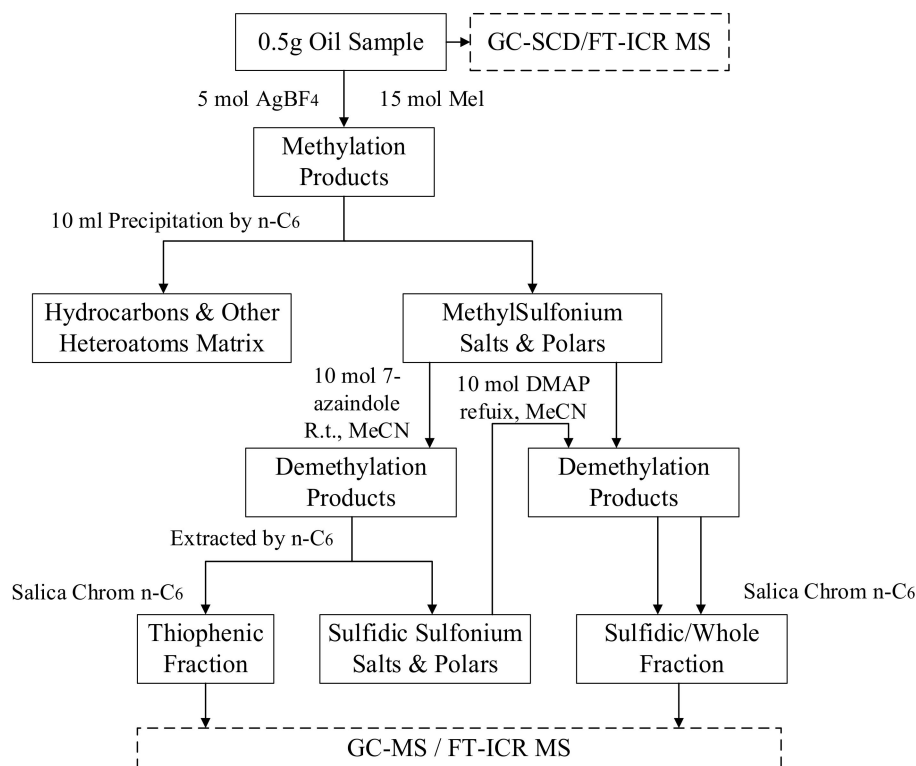 0.5g Oil Sample
GC-SCD/FT-ICR MS
5 mol AgBF4
15 mol MeI
Methylation
Products
10 ml Precipitation by n-C6
Hydrocarbons & Other
Heteroatoms Matrix
MethylSulfonium
Salts & Polars
10 mol 7-
azaindole
R.t., MeCN
10 mol DMAP
refuix, MeCN
Demethylation
Products
Demethylation
Products
Extracted by n-C6
Salica Chrom n-C6
Salica Chrom n-C6
Thiophenic
Fraction
Sulfidic Sulfonium
Salts & Polars
Sulfidic/Whole
Fraction
GC-MS / FT-ICR MS